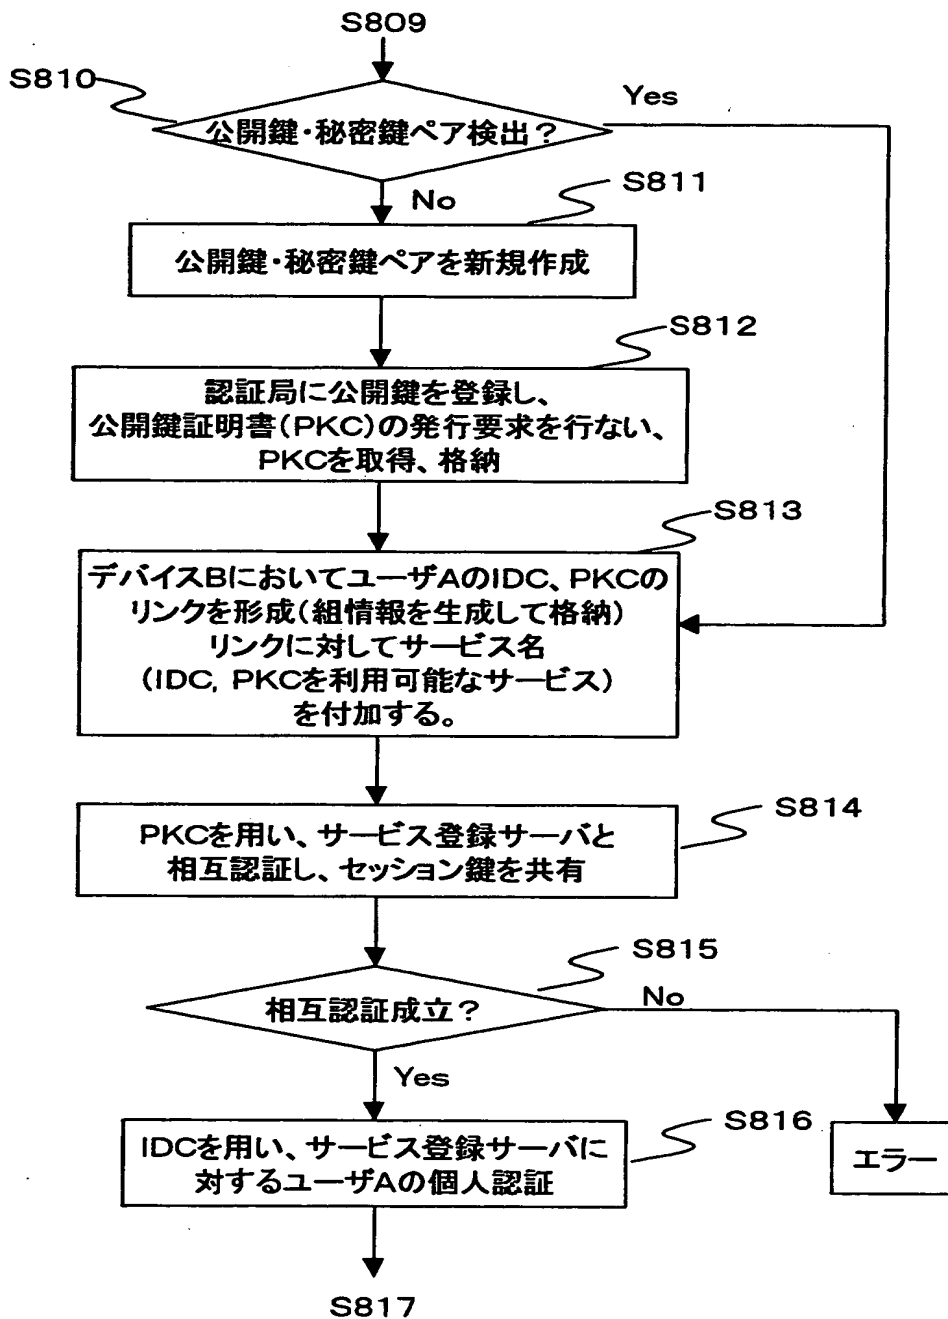 S809
S810
公開鍵・秘密鍵ペア検出？
Yes
No
S811
公開鍵・秘密鍵ペアを新規作成
S812
認証局に公開鍵を登録し、
公開鍵証明書(PKC)の発行要求を行ない、
PKCを取得、格納
S813
デバイスBにおいてユーザAのIDC、PKCの
リンクを形成(組情報を生成して格納)
リンクに対してサービス名
(IDC, PKCを利用可能なサービス)
を付加する。
S814
PKCを用い、サービス登録サーバと
相互認証し、セッション鍵を共有
S815
相互認証成立？
No
Yes
S816
IDCを用い、サービス登録サーバに
対するユーザAの個人認証
エラー
S817